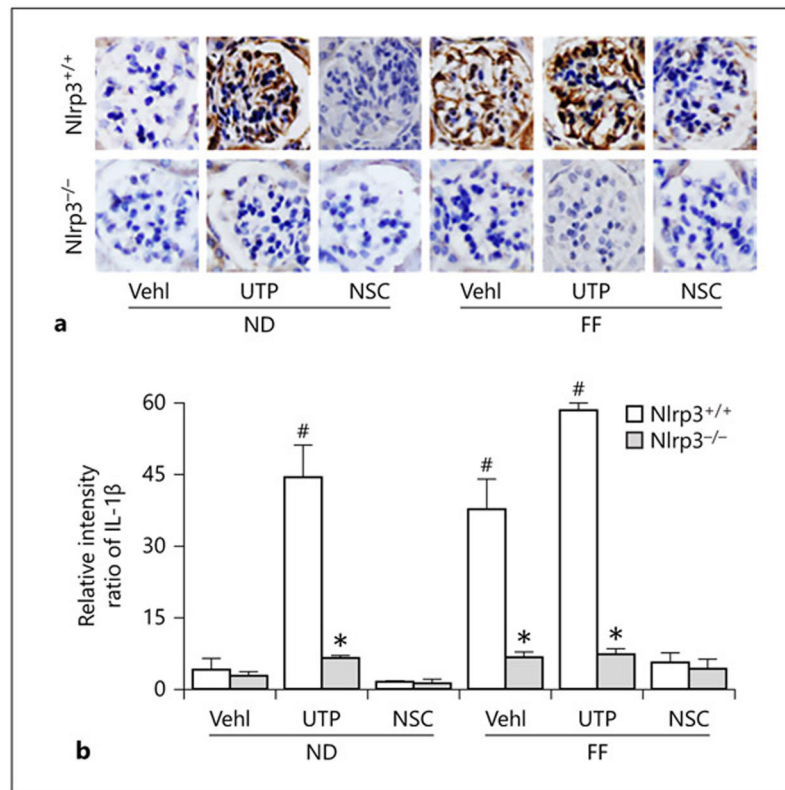 Nlrp3+/+
Nlrp3−/−
Vehl UTP NSC Vehl UTP NSC
ND FF
a
60
45
30
15
0
Relative intensity
ratio of IL-1β
# # #
* * *
Nlrp3+/+
Nlrp3−/−
Vehl UTP NSC Vehl UTP NSC
ND FF
b